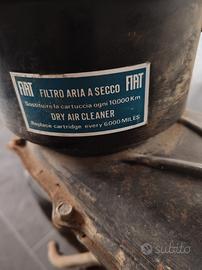 FIAT FILTRO ARIA A SECCO FIAT
Sostituire la cartuccia ogni 10.000 Km
DRY AIR CLEANER
Replace cartridge every 6.000 MILES
subito